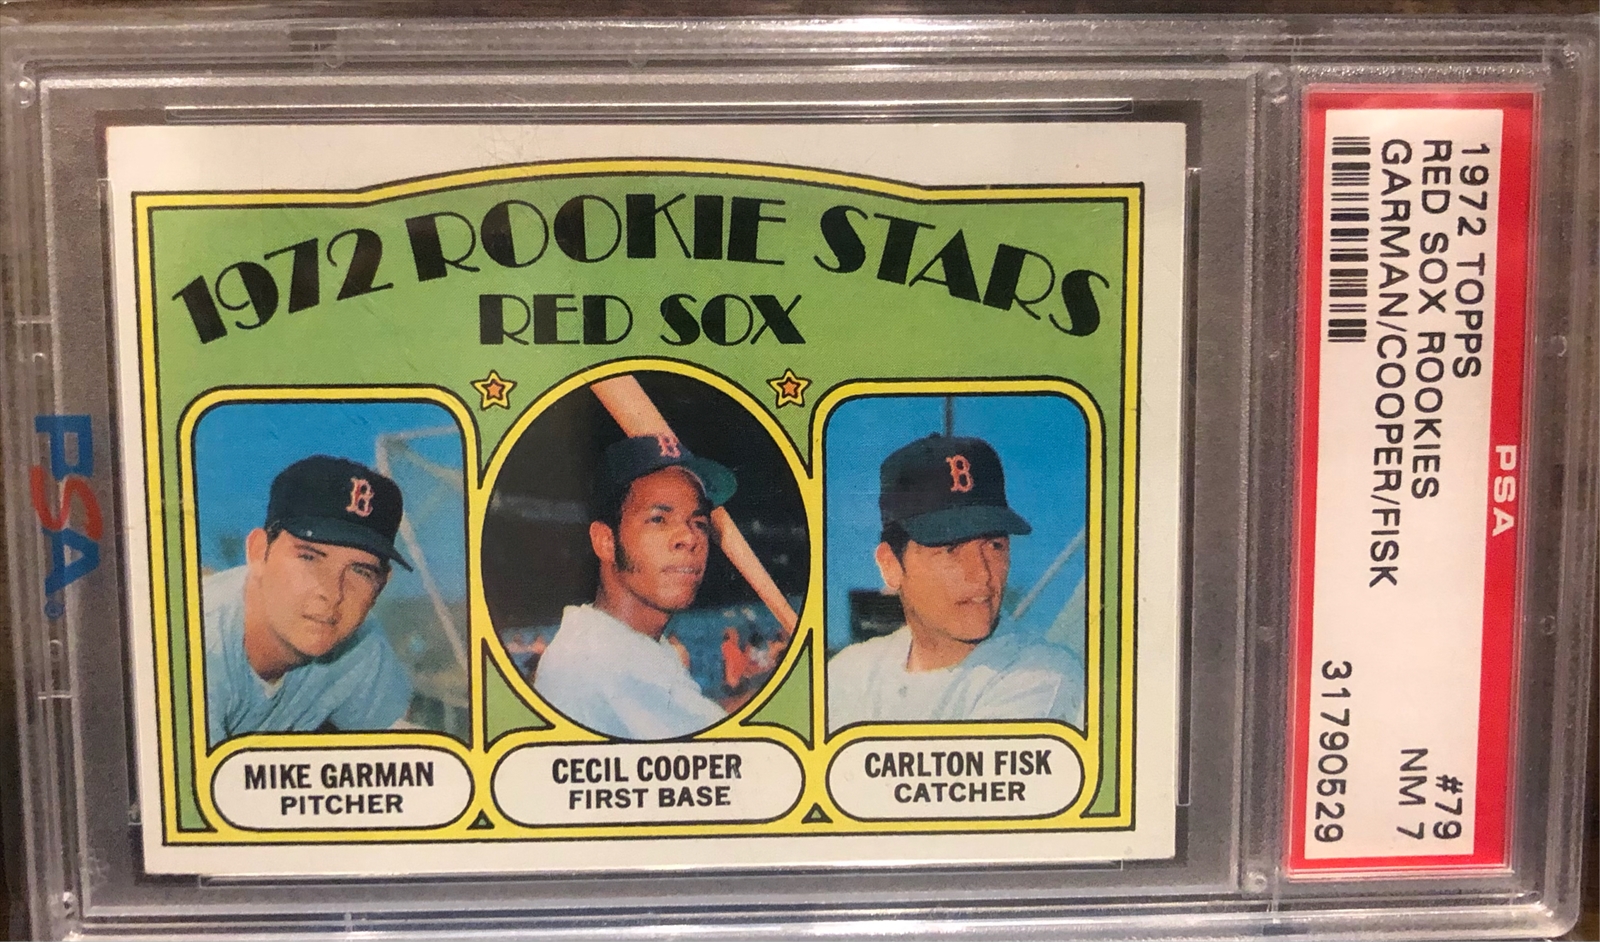 1972 ROOKIE STARS
RED SOX
B
B
B
MIKE GARMAN
PITCHER
CECIL COOPER
FIRST BASE
CARLTON FISK
CATCHER
PSA
PSA
1972 TOPPS #79
RED SOX ROOKIES NM 7
GARMAN/COOPER/FISK
31790529